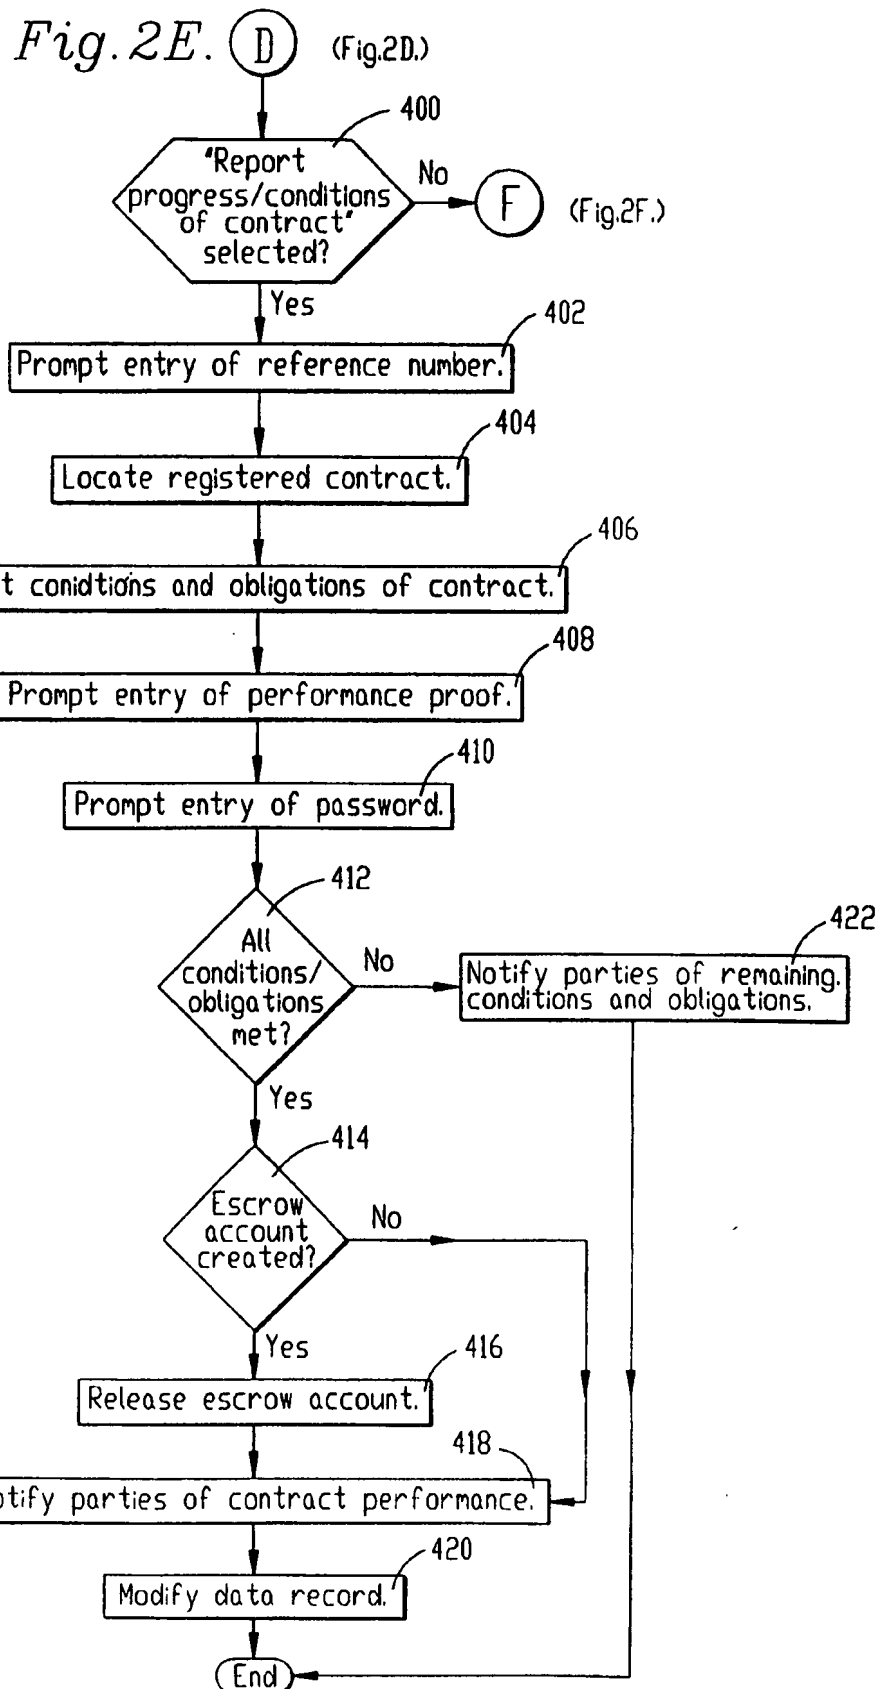 Fig. 2E.
D
(Fig.2D.)
400
"Report
progress/conditions
of contract"
selected?
No
F
(Fig.2F.)
Yes
402
Prompt entry of reference number.
404
Locate registered contract.
406
t conidtions and obligations of contract.
408
Prompt entry of performance proof.
410
Prompt entry of password.
412
All
conditions/
obligations
met?
No
422
Notify parties of remaining.
conditions and obligations.
Yes
414
Escrow
account
created?
No
Yes
416
Release escrow account.
418
otify parties of contract performance.
420
Modify data record.
End